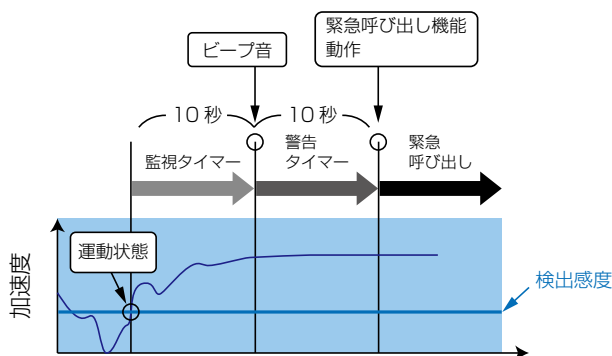 緊急呼び出し機能
動作
ビープ音
10 秒
10 秒
監視タイマー
警告
タイマー
緊急
呼び出し
運動状態
加速度
検出感度